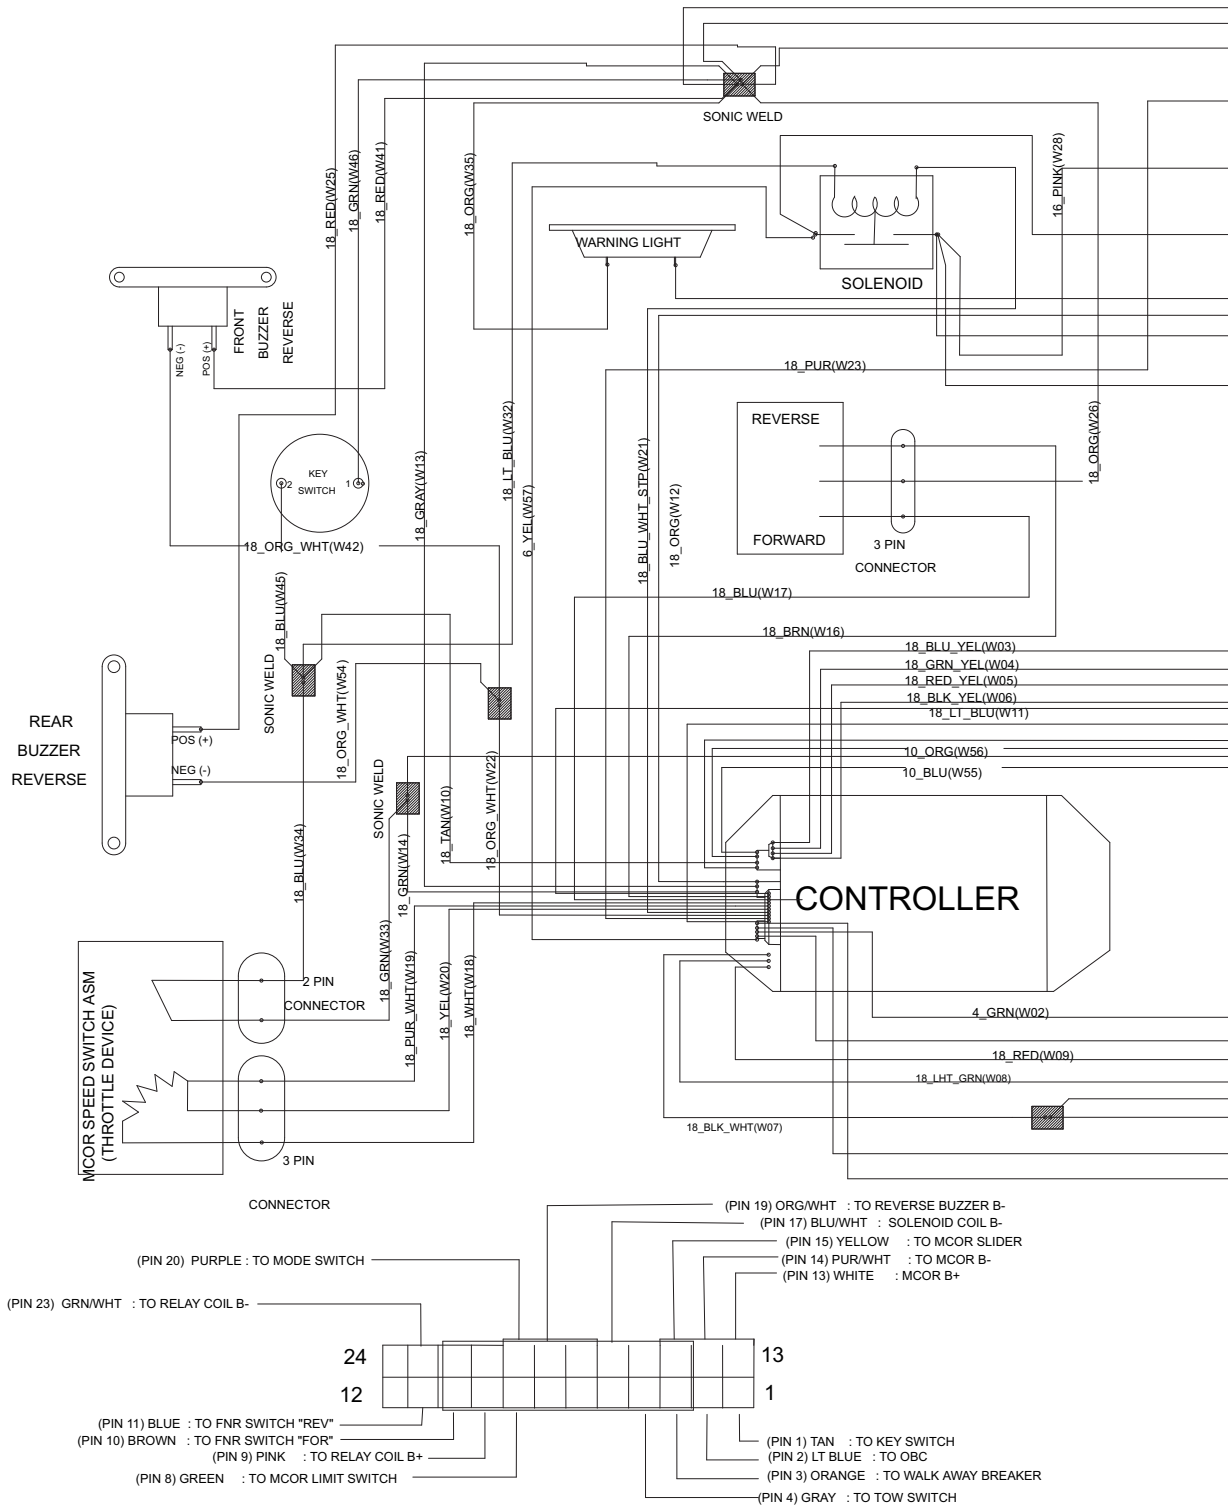 SONIC WELD
18_RED(W25)
18_GRN(W46)
18_RED(W41)
18_ORG(W35)
16_PINK(W28)
WARNING LIGHT
SOLENOID
FRONT
BUZZER
REVERSE
NEG (-)
POS (+)
18_PUR(W23)
REVERSE
FORWARD
3 PIN
CONNECTOR
18_ORG(W26)
KEY
SWITCH
2
1
18_GRAY(W13)
18_LT_BLU(W32)
6_YEL(W57)
18_BLU_WHT_STP(W21)
18_ORG(W12)
18_ORG_WHT(W42)
18_BLU(W17)
18_BRN(W16)
18_BLU(W45)
SONIC WELD
18_ORG_WHT(W54)
18_BLU_YEL(W03)
18_GRN_YEL(W04)
18_RED_YEL(W05)
18_BLK_YEL(W06)
18_LT_BLU(W11)
10_ORG(W56)
10_BLU(W55)
REAR
BUZZER
REVERSE
POS (+)
NEG (-)
SONIC WELD
18_TAN(W10)
18_ORG_WHT(W22)
18_BLU(W34)
18_GRN(W14)
CONTROLLER
18_GRN(W33)
18_PUR_WHT(W19)
18_YEL(W20)
18_WHT(W18)
MCOR SPEED SWITCH ASM
(THROTTLE DEVICE)
2 PIN
CONNECTOR
3 PIN
CONNECTOR
4_GRN(W02)
18_RED(W09)
18_LHT_GRN(W08)
18_BLK_WHT(W07)
(PIN 19) ORG/WHT : TO REVERSE BUZZER B-
(PIN 17) BLU/WHT : SOLENOID COIL B-
(PIN 15) YELLOW : TO MCOR SLIDER
(PIN 14) PUR/WHT : TO MCOR B-
(PIN 13) WHITE : MCOR B+
(PIN 20) PURPLE : TO MODE SWITCH
(PIN 23) GRN/WHT : TO RELAY COIL B-
24
13
12
1
(PIN 11) BLUE : TO FNR SWITCH "REV"
(PIN 10) BROWN : TO FNR SWITCH "FOR"
(PIN 9) PINK : TO RELAY COIL B+
(PIN 8) GREEN : TO MCOR LIMIT SWITCH
(PIN 1) TAN : TO KEY SWITCH
(PIN 2) LT BLUE : TO OBC
(PIN 3) ORANGE : TO WALK AWAY BREAKER
(PIN 4) GRAY : TO TOW SWITCH